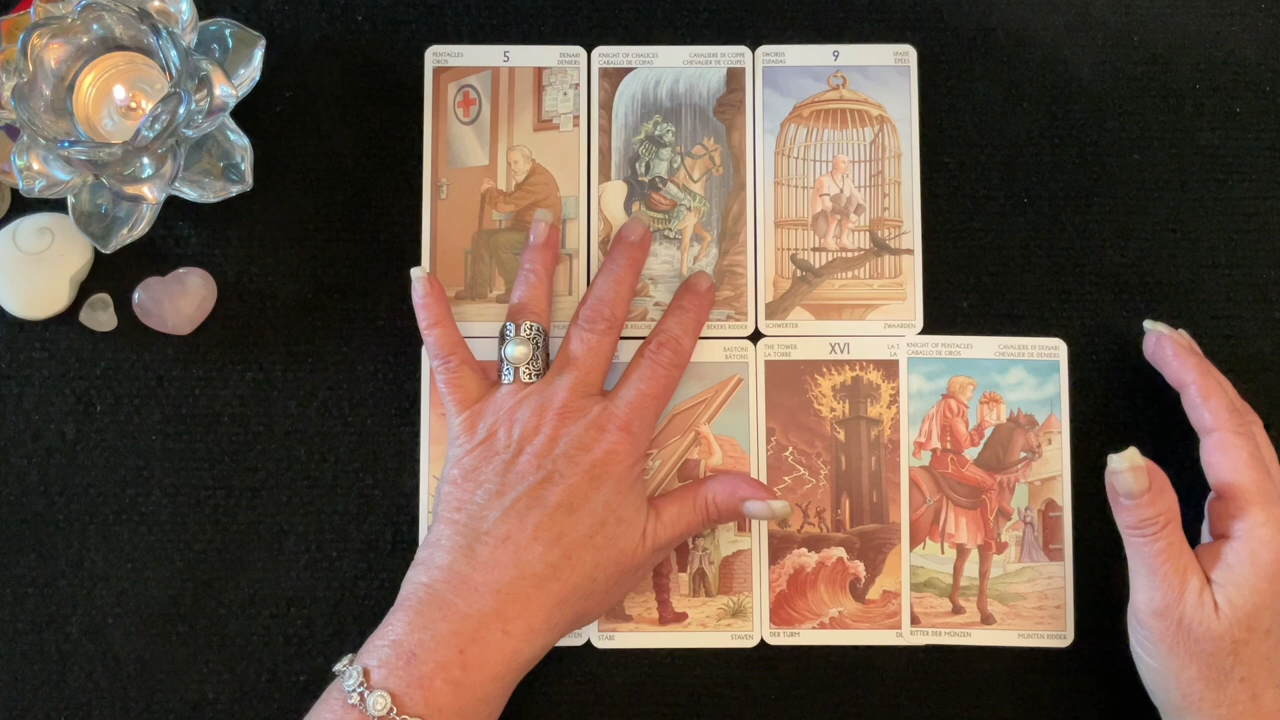 PENTACLES
OROS
5
DENARI
DENIERS
KNIGHT OF CHALICES
CABALLO DE COPAS
CAVALIERE DI COPPE
CHEVALIER DE COUPES
SWORDS
ESPADAS
9
SPADE
ÉPÉES
BEKERS RIDDER
SCHWERTER
ZWAARDEN
BASTONI
BÂTONS
THE TOWER
LA TORRE
XVI
LA
KNIGHT OF PENTACLES
CABALLO DE OROS
CAVALIERE DI DENARI
CHEVALIER DE DENIERS
STÄBE
STAVEN
DER TURM
RITTER DER MÜNZEN
MUNTEN RIDDER